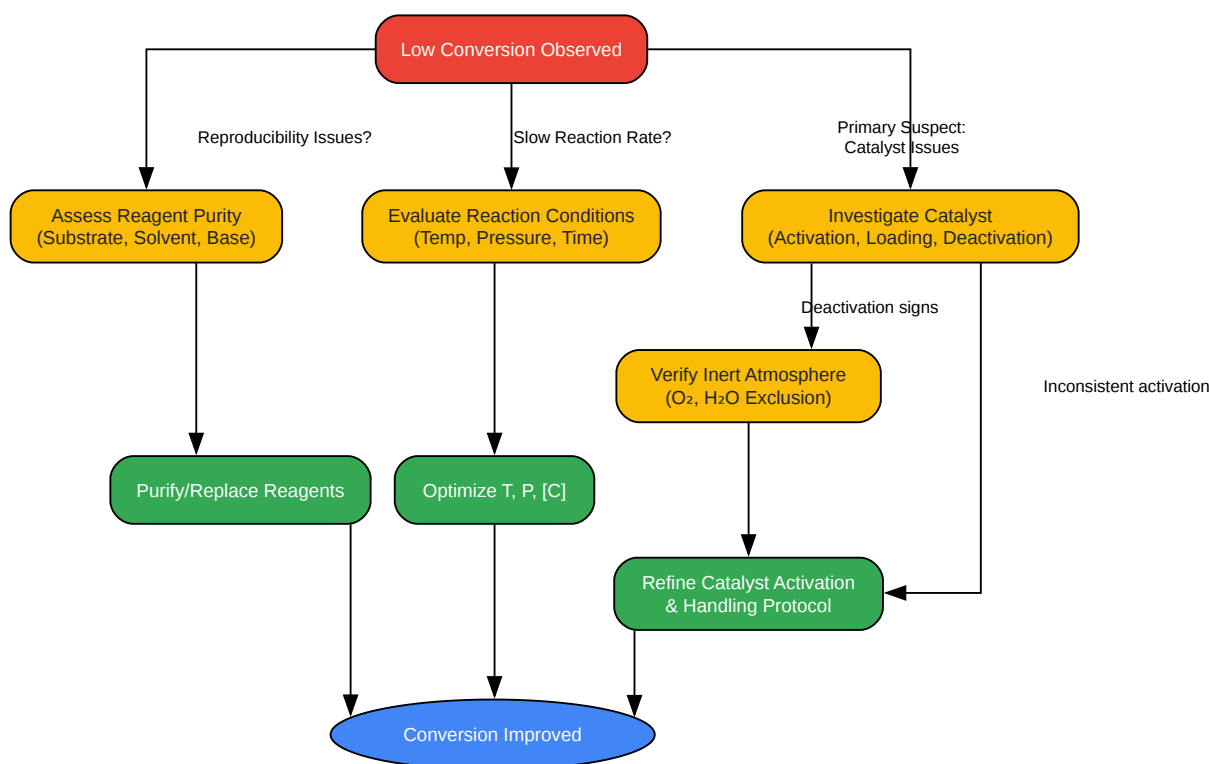 Low Conversion Observed
Reproducibility Issues?
Slow Reaction Rate?
Primary Suspect:
Catalyst Issues
Assess Reagent Purity
(Substrate, Solvent, Base)
Evaluate Reaction Conditions
(Temp, Pressure, Time)
Investigate Catalyst
(Activation, Loading, Deactivation)
Deactivation signs
Verify Inert Atmosphere
(O₂, H₂O Exclusion)
Inconsistent activation
Purify/Replace Reagents
Optimize T, P, [C]
Refine Catalyst Activation
& Handling Protocol
Conversion Improved